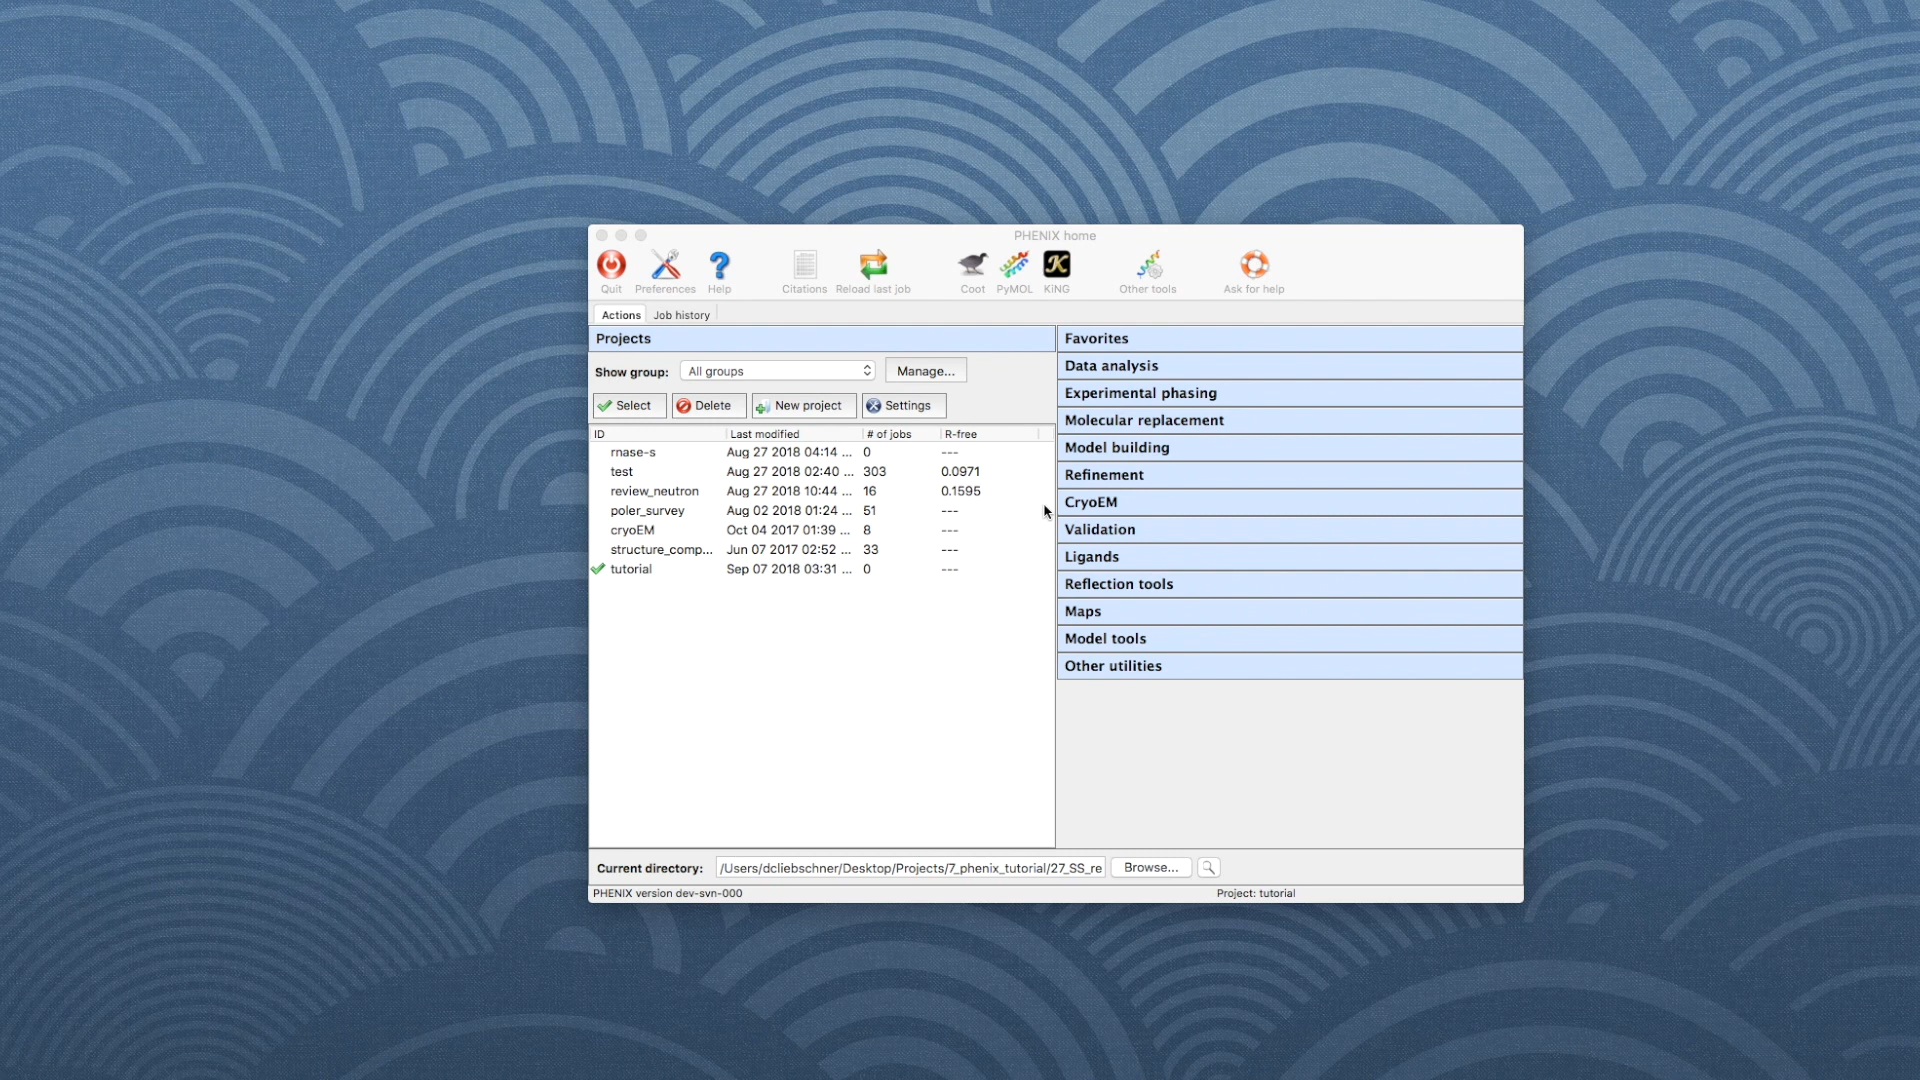 PHENIX home
Quit Preferences Help Citations Reload last job Coot PyMOL KiNG Other tools Ask for help
Actions Job history
Projects
Show group: All groups Manage...
Select Delete New project Settings
ID Last modified # of jobs R-free
rnase-s Aug 27 2018 04:14 ... 0 ---
test Aug 27 2018 02:40 ... 303 0.0971
review_neutron Aug 27 2018 10:44 ... 16 0.1595
poler_survey Aug 02 2018 01:24 ... 51 ---
cryoEM Oct 04 2017 01:39 ... 8 ---
structure_comp... Jun 07 2017 02:52 ... 33 ---
tutorial Sep 07 2018 03:31 ... 0 ---
Favorites
Data analysis
Experimental phasing
Molecular replacement
Model building
Refinement
CryoEM
Validation
Ligands
Reflection tools
Maps
Model tools
Other utilities
Current directory: /Users/dcliebschner/Desktop/Projects/7_phenix_tutorial/27_SS_re Browse...
PHENIX version dev-svn-000 Project: tutorial